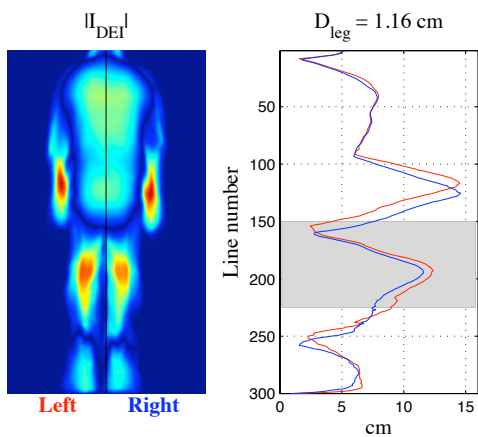 |I_DEI|
Left Right
D_leg = 1.16 cm
Line number
50
100
150
200
250
300
0 5 10 15
cm